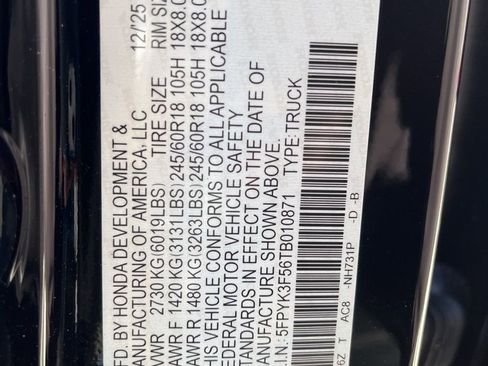 MFD. BY HONDA DEVELOPMENT & 12/25
MANUFACTURING OF AMERICA, LLC
GVWR 2730 KG(6019LBS) TIRE SIZE RIM SIZE
GAWR F 1420 KG(3131LBS) 245/60R18 105H 18X8.0
GAWR R 1480 KG(3263LBS) 245/60R18 105H 18X8.0
THIS VEHICLE CONFORMS TO ALL APPLICABLE
FEDERAL MOTOR VEHICLE SAFETY
STANDARDS IN EFFECT ON THE DATE OF
MANUFACTURE SHOWN ABOVE.
V.I.N.: 5FPYK3F56TB010871 TYPE:TRUCK
6Z T AC8 -NH731P -D -B